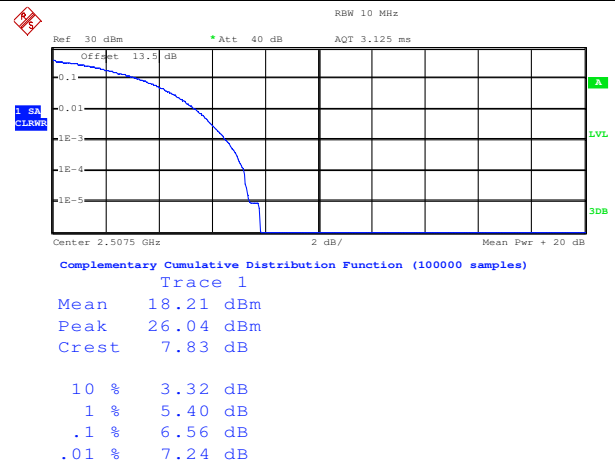 R S
RBW 10 MHz
Ref 30 dBm * Att 40 dB AQT 3.125 ms
Offset 13.5 dB
0.1
A
0.01
1 SA
CLRWR
1E-3
LVL
1E-4
1E-5
3DB
Center 2.5075 GHz 2 dB/ Mean Pwr + 20 dB
Complementary Cumulative Distribution Function (100000 samples)
Trace 1
Mean 18.21 dBm
Peak 26.04 dBm
Crest 7.83 dB
10 % 3.32 dB
1 % 5.40 dB
.1 % 6.56 dB
.01 % 7.24 dB